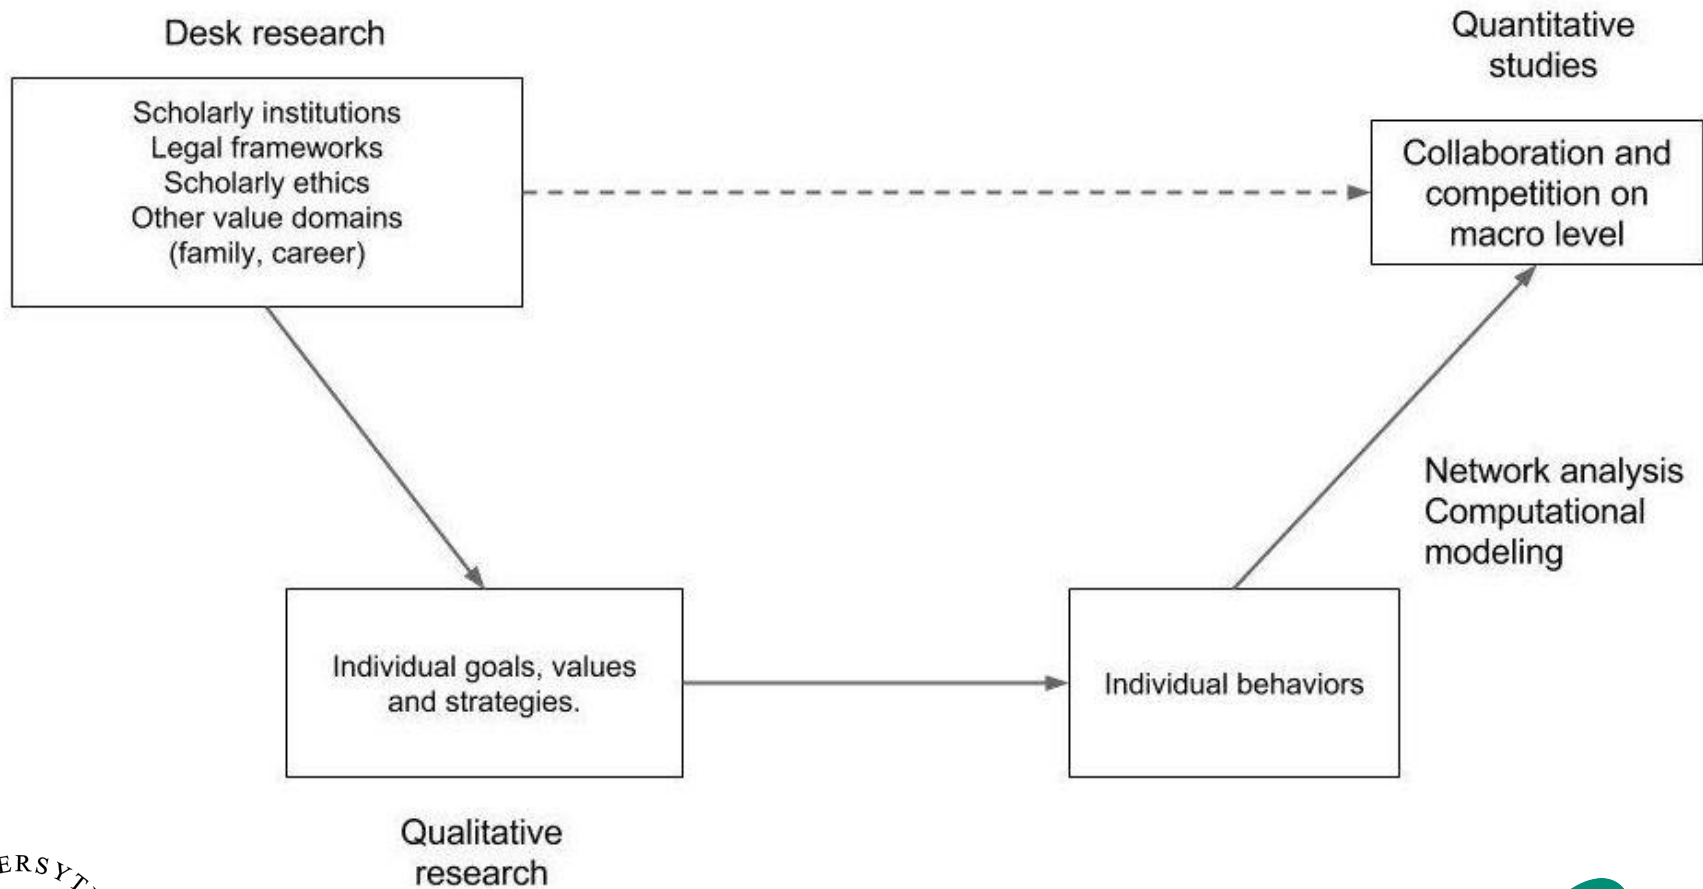 Desk research
Quantitative
studies
Scholarly institutions
Legal frameworks
Scholarly ethics
Other value domains
(family, career)
Collaboration and
competition on
macro level
Network analysis
Computational
modeling
Individual goals, values
and strategies.
Individual behaviors
Qualitative
research